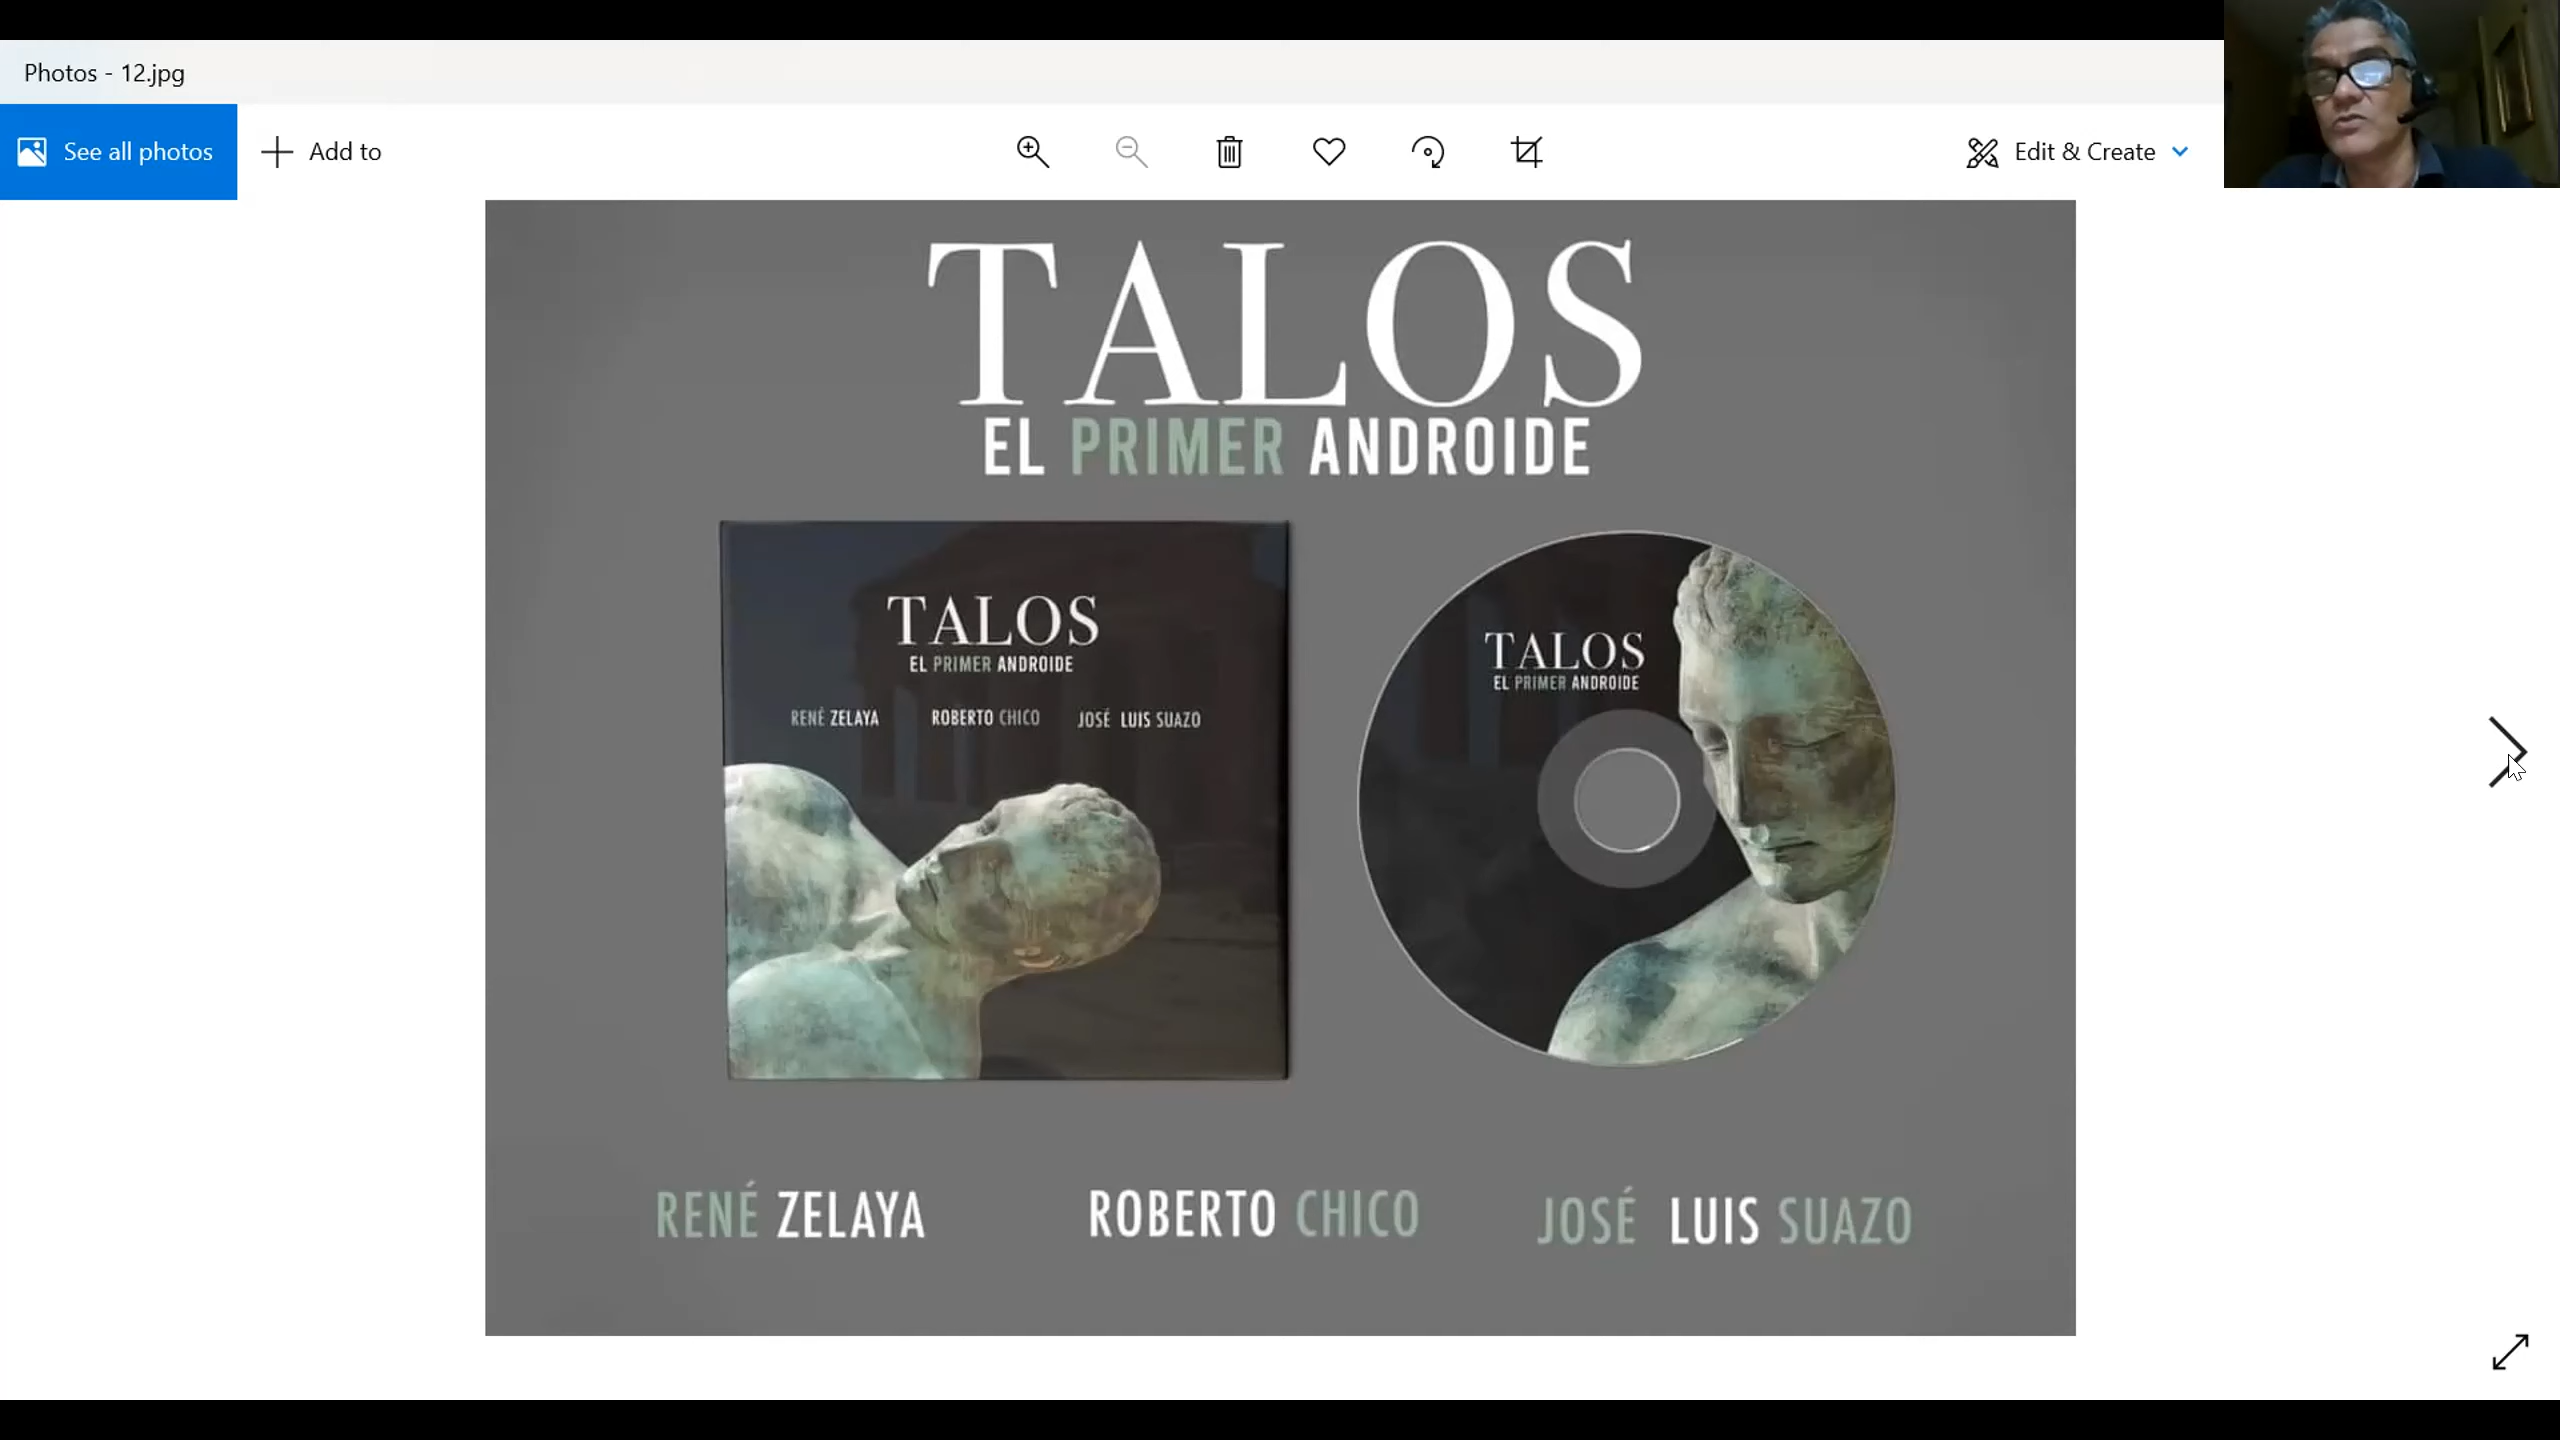 Photos - 12.jpg
See all photos
Add to
Edit & Create
TALOS
EL PRIMER ANDROIDE
TALOS
EL PRIMER ANDROIDE
RENÉ ZELAYA ROBERTO CHICO JOSÉ LUIS SUAZO
TALOS
EL PRIMER ANDROIDE
RENÉ ZELAYA ROBERTO CHICO JOSÉ LUIS SUAZO